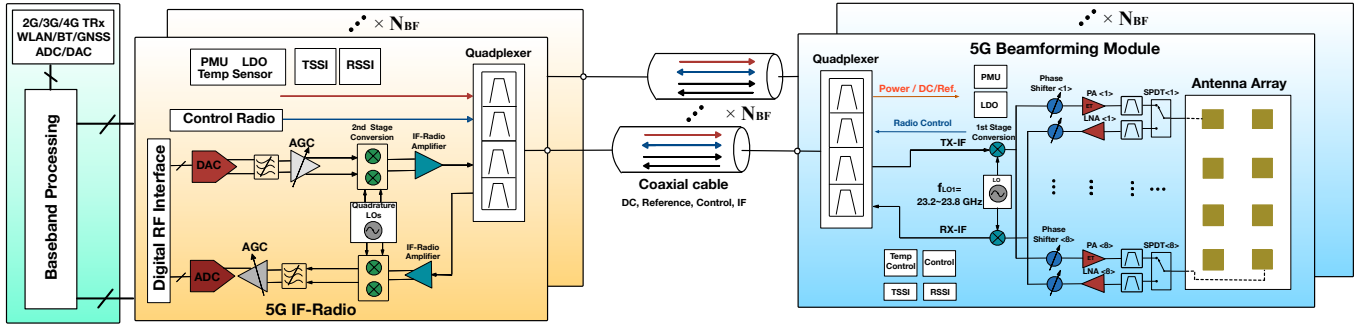 2G/3G/4G TRx
WLAN/BT/GNSS
ADC/DAC
Baseband Processing
× N_BF
PMU LDO
Temp Sensor
TSSI
RSSI
Control Radio
Digital RF Interface
DAC
AGC
2nd Stage
Conversion
IF-Radio
Amplifier
Quadrature
LOs
ADC
AGC
IF-Radio
Amplifier
5G IF-Radio
Quadplexer
× N_BF
Coaxial cable
DC, Reference, Control, IF
× N_BF
5G Beamforming Module
Quadplexer
Power / DC/Ref.
Radio Control
TX-IF
RX-IF
PMU
LDO
1st Stage
Conversion
LO
f_LO1=
23.2~23.8 GHz
Temp
Control
Control
TSSI
RSSI
Phase
Shifter <1>
PA <1>
ET
LNA <1>
SPDT<1>
Phase
Shifter <8>
PA <8>
ET
LNA <8>
SPDT<8>
Antenna Array
× N_BF